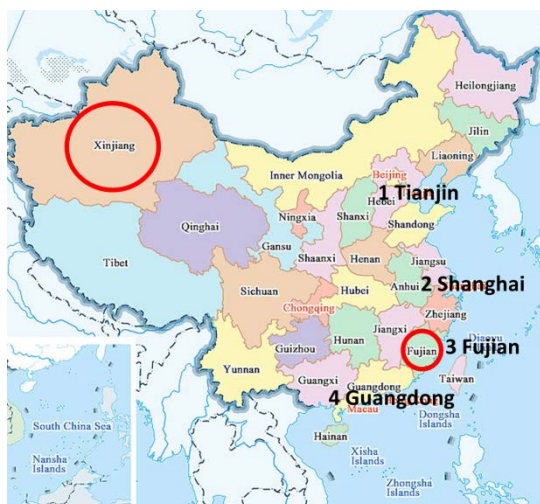 Heilongjiang
Jilin
Xinjiang
Liaoning
Inner Mongolia
Beijing
1 Tianjin
Hebei
Ningxia
Shanxi
Shandong
Qinghai
Gansu
Shaanxi
Henan
Jiangsu
Tibet
2 Shanghai
Anhui
Sichuan
Hubei
Chongqing
Zhejiang
Jiangxi
Hunan
Diaoyu
3 Fujian
Fujian
Guizhou
Yunnan
Guangxi
Guangdong
Taiwan
4 Guangdong
Macau
Dongsha
Islands
South China Sea
Hainan
Xisha
Islands
Nansha
Islands
Zhongsha
Islands